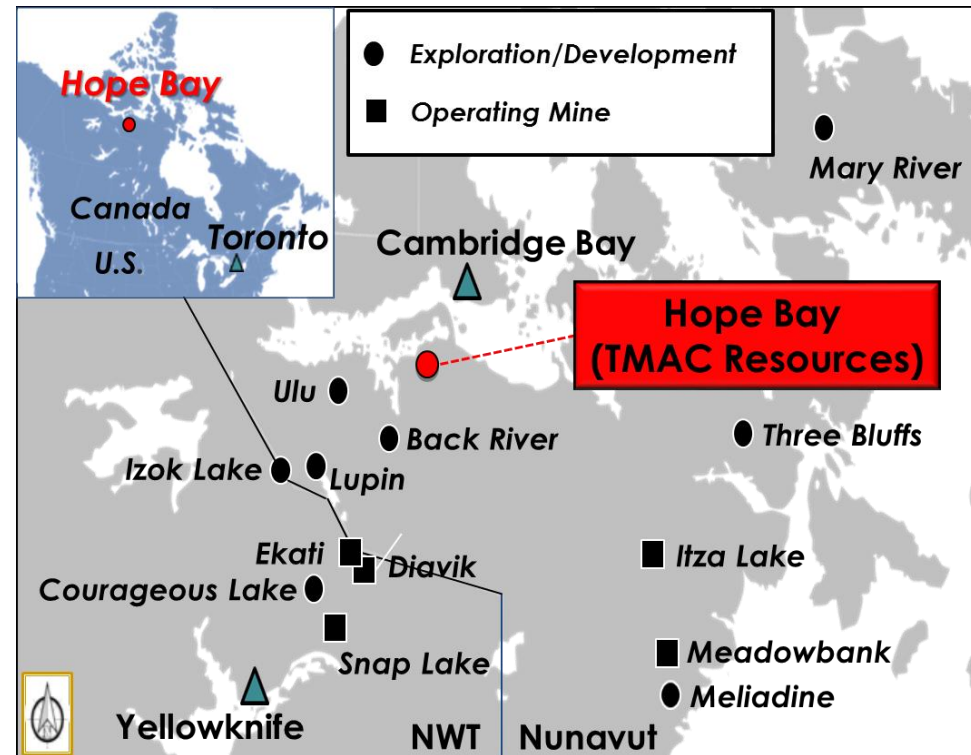 Hope Bay
Canada
Toronto
U.S.
Exploration/Development
Operating Mine
Mary River
Cambridge Bay
Hope Bay
(TMAC Resources)
Ulu
Back River
Three Bluffs
Izok Lake
Lupin
Ekati
Diavik
Itza Lake
Courageous Lake
Snap Lake
Meadowbank
Meliadine
Yellowknife
NWT
Nunavut